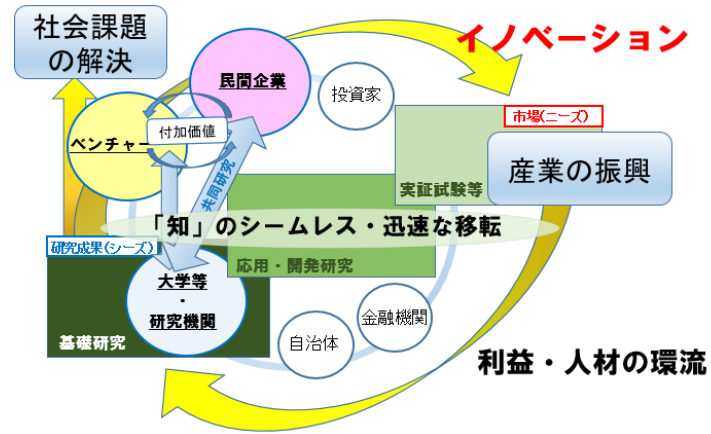 社会課題
の解決
イノベーション
民間企業
投資家
市場(ニーズ)
付加価値
ベンチャー
共同研究
産業の振興
実証試験等
「知」のシームレス・迅速な移転
研究成果(シーズ)
応用・開発研究
大学等
・
研究機関
金融機関
自治体
基礎研究
利益・人材の環流